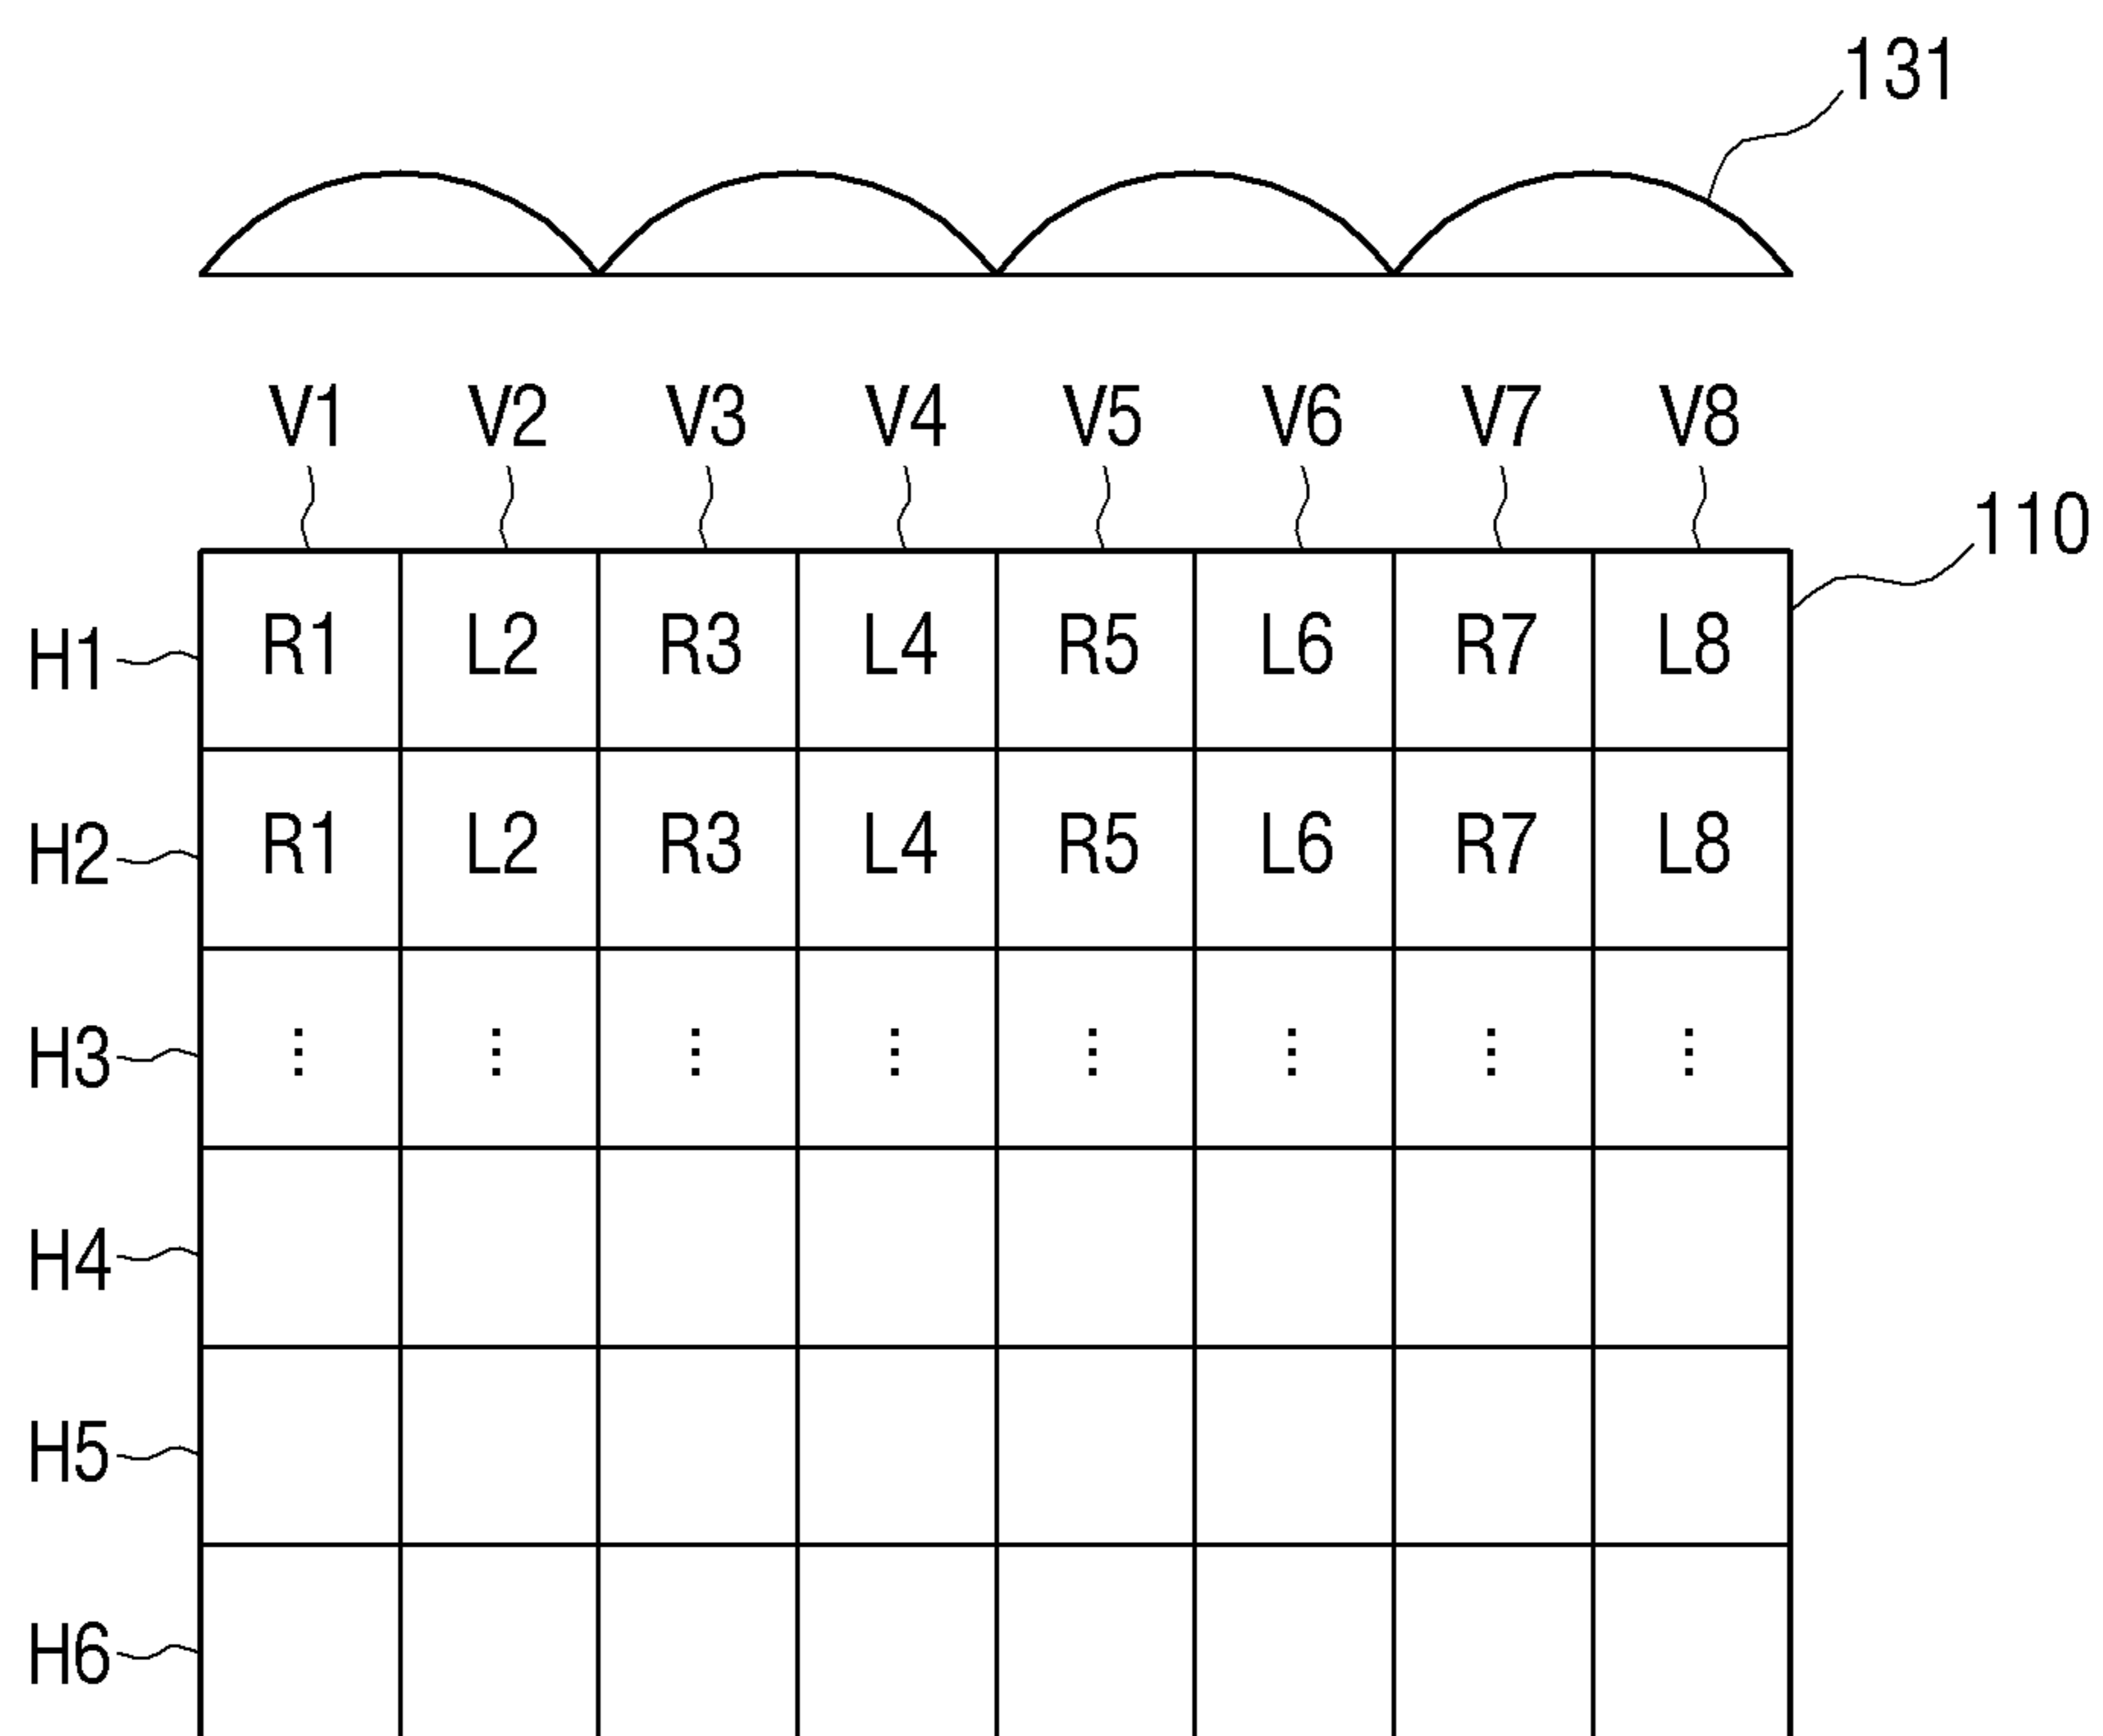 131
V1 V2 V3 V4 V5 V6 V7 V8
110
H1 R1 L2 R3 L4 R5 L6 R7 L8
H2 R1 L2 R3 L4 R5 L6 R7 L8
H3 ⋮ ⋮ ⋮ ⋮ ⋮ ⋮ ⋮ ⋮
H4
H5
H6